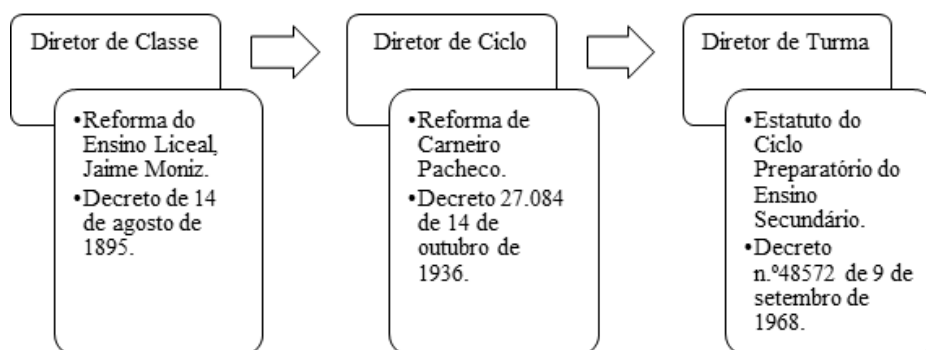 Diretor de Classe
•Reforma do
Ensino Liceal,
Jaime Moniz.
•Decreto de 14
de agosto de
1895.
Diretor de Ciclo
•Reforma de
Carneiro
Pacheco.
•Decreto 27.084
de 14 de
outubro de
1936.
Diretor de Turma
•Estatuto do
Ciclo
Preparatório do
Ensino
Secundário.
•Decreto
n.º48572 de 9 de
setembro de
1968.